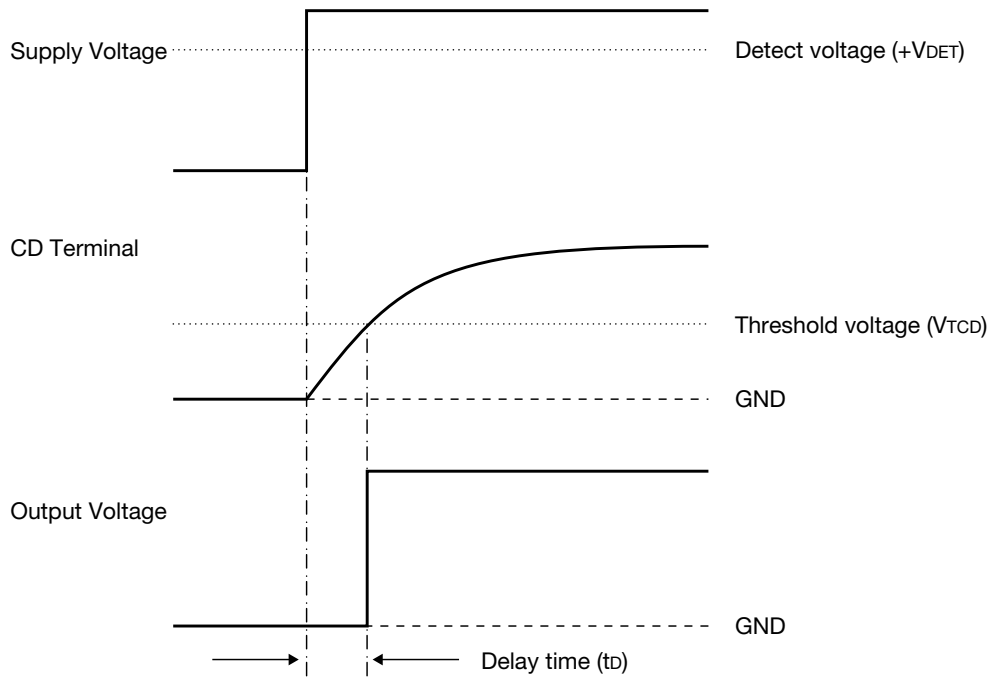 Supply Voltage
Detect voltage (+VDET)
CD Terminal
Threshold voltage (VTCD)
GND
Output Voltage
GND
Delay time (tD)